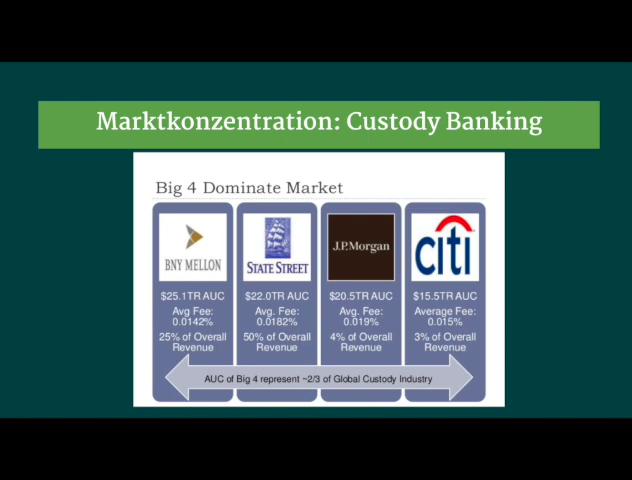 Marktkonzentration: Custody Banking
Big 4 Dominate Market
BNY MELLON
$25.1TR AUC
Avg Fee:
0.0142%
25% of Overall
Revenue
STATE STREET
$22.0TR AUC
Avg. Fee:
0.0182%
50% of Overall
Revenue
J.P.Morgan
$20.5TR AUC
Avg. Fee:
0.019%
4% of Overall
Revenue
citi
$15.5TR AUC
Average Fee:
0.015%
3% of Overall
Revenue
AUC of Big 4 represent ~2/3 of Global Custody Industry